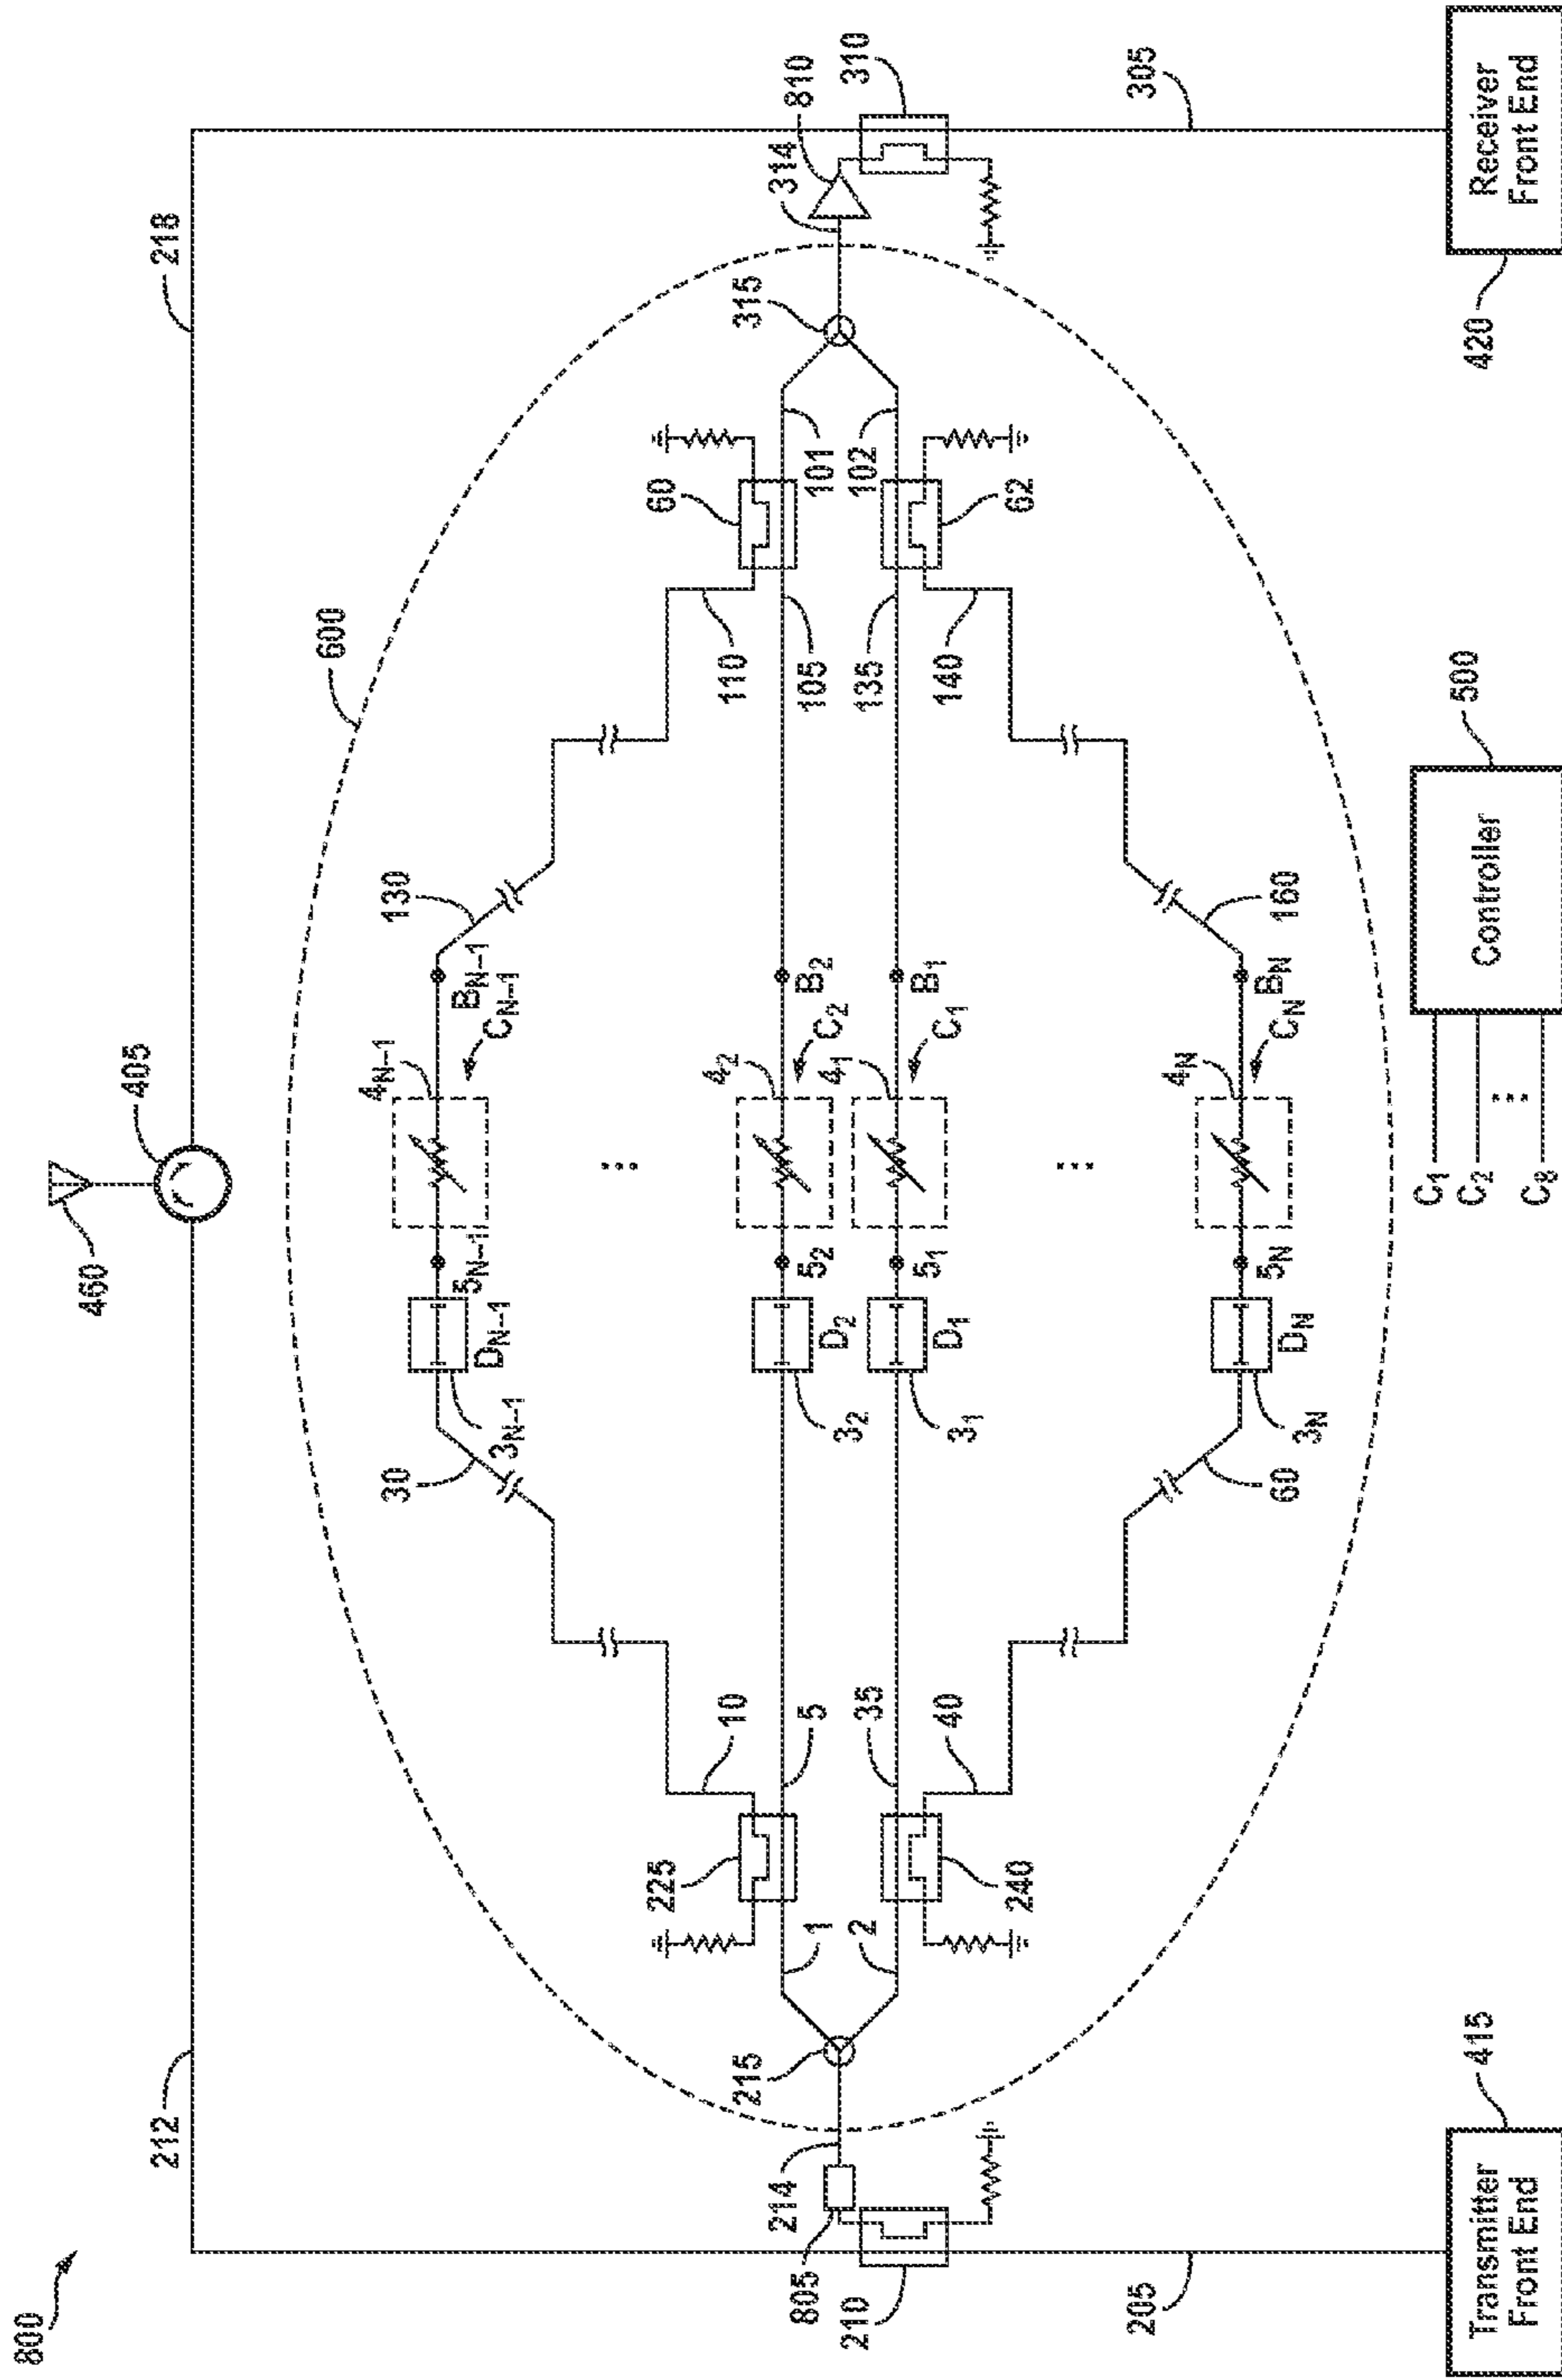 800
460
405
212
218
600
4N-1
130
30
3N-1
DN-1
5N-1
CN-1
BN-1
10
110
225
60
5
105
1
101
32
D2
52
42
C2
B2
215
315
314
810
310
214
805
210
2
102
35
135
31
D1
51
41
C1
B1
240
40
140
62
60
160
3N
DN
5N
4N
CN
BN
205
305
Transmitter
Front End
415
C1
C2
C8
Controller
500
Receiver
Front End
420